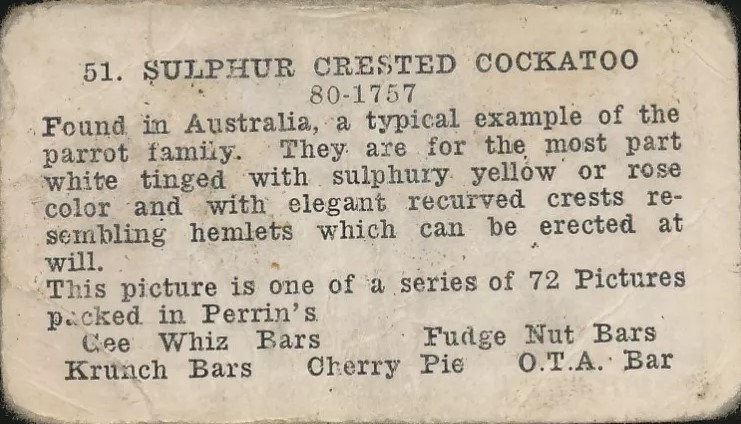 51. SULPHUR CRESTED COCKATOO
80-1757
Found in Australia, a typical example of the
parrot family. They are for the most part
white tinged with sulphury yellow or rose
color and with elegant recurved crests re-
sembling hemlets which can be erected at
will.
This picture is one of a series of 72 Pictures
packed in Perrin's
Gee Whiz Bars Fudge Nut Bars
Krunch Bars Cherry Pie O.T.A. Bar